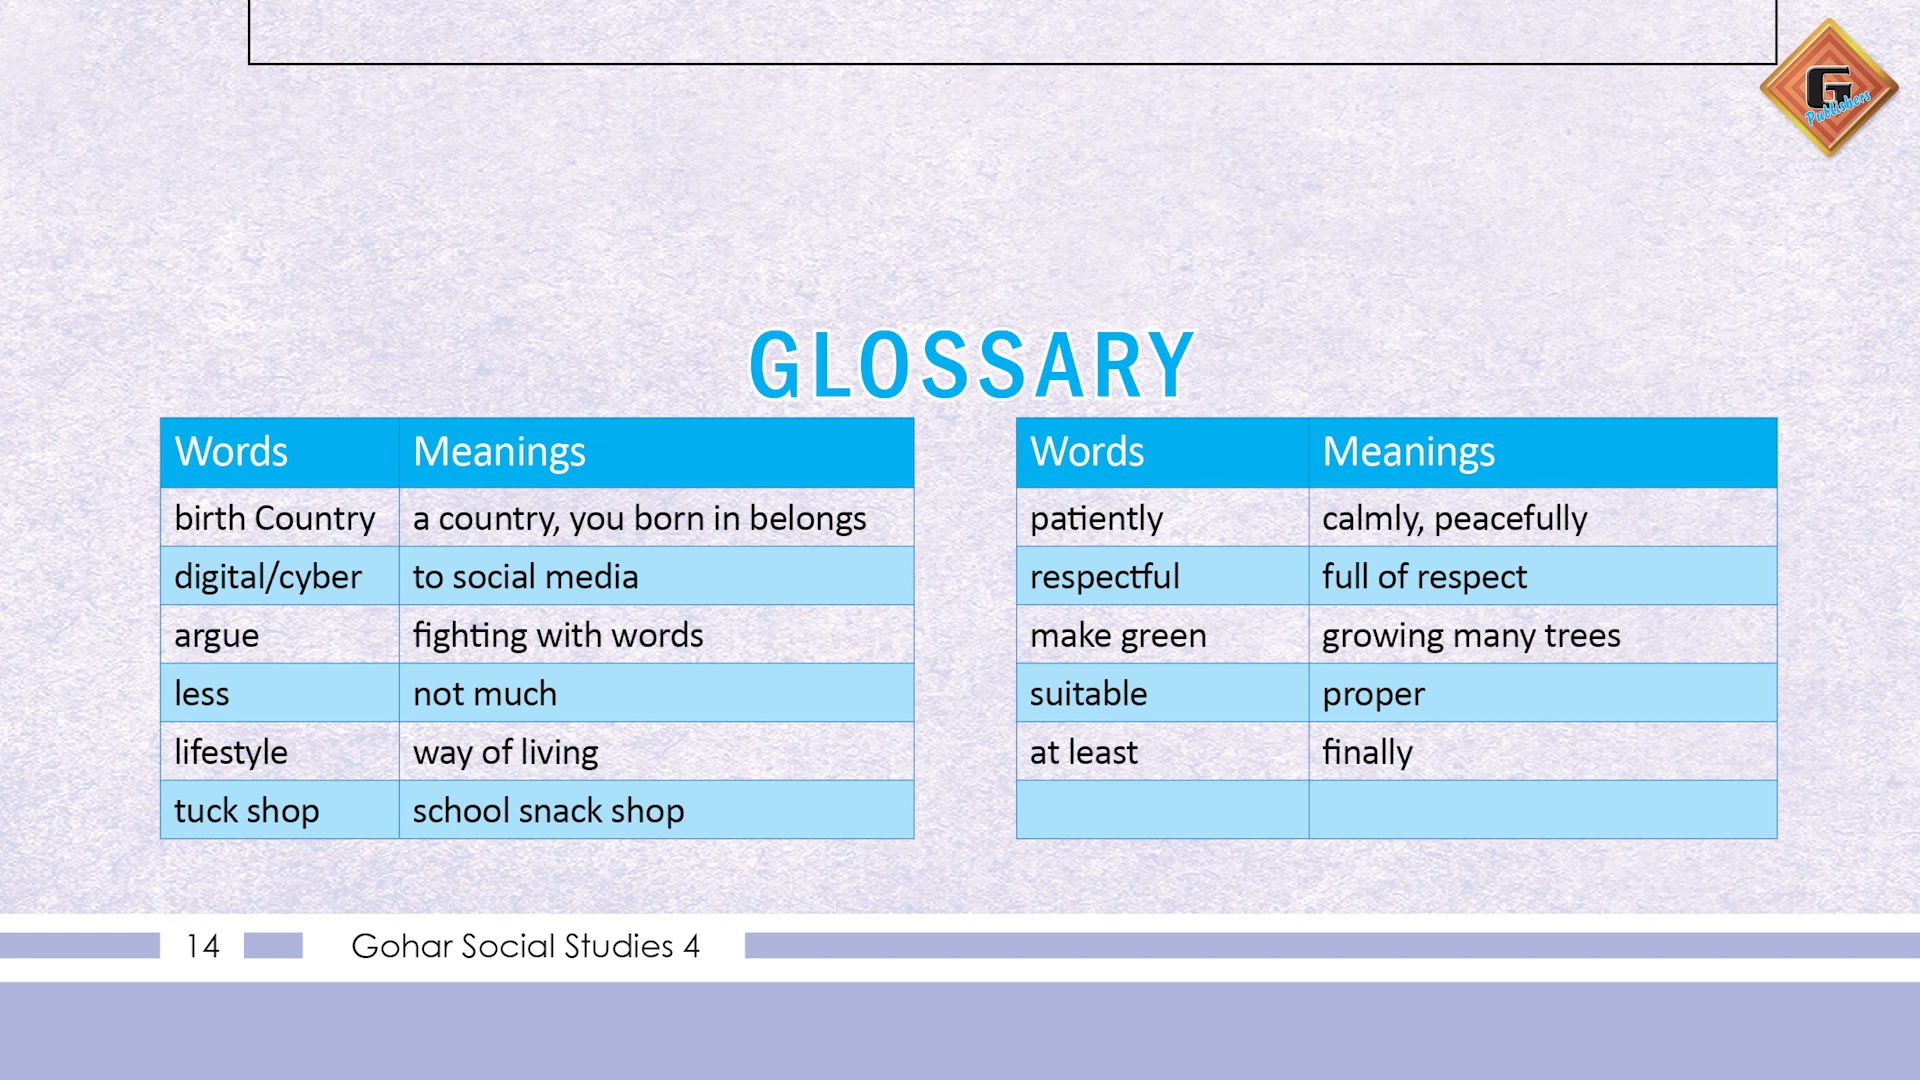 G
Publishers
GLOSSARY
Words Meanings
birth Country a country, you born in belongs
digital/cyber to social media
argue fighting with words
less not much
lifestyle way of living
tuck shop school snack shop
Words Meanings
patiently calmly, peacefully
respectful full of respect
make green growing many trees
suitable proper
at least finally
14 Gohar Social Studies 4